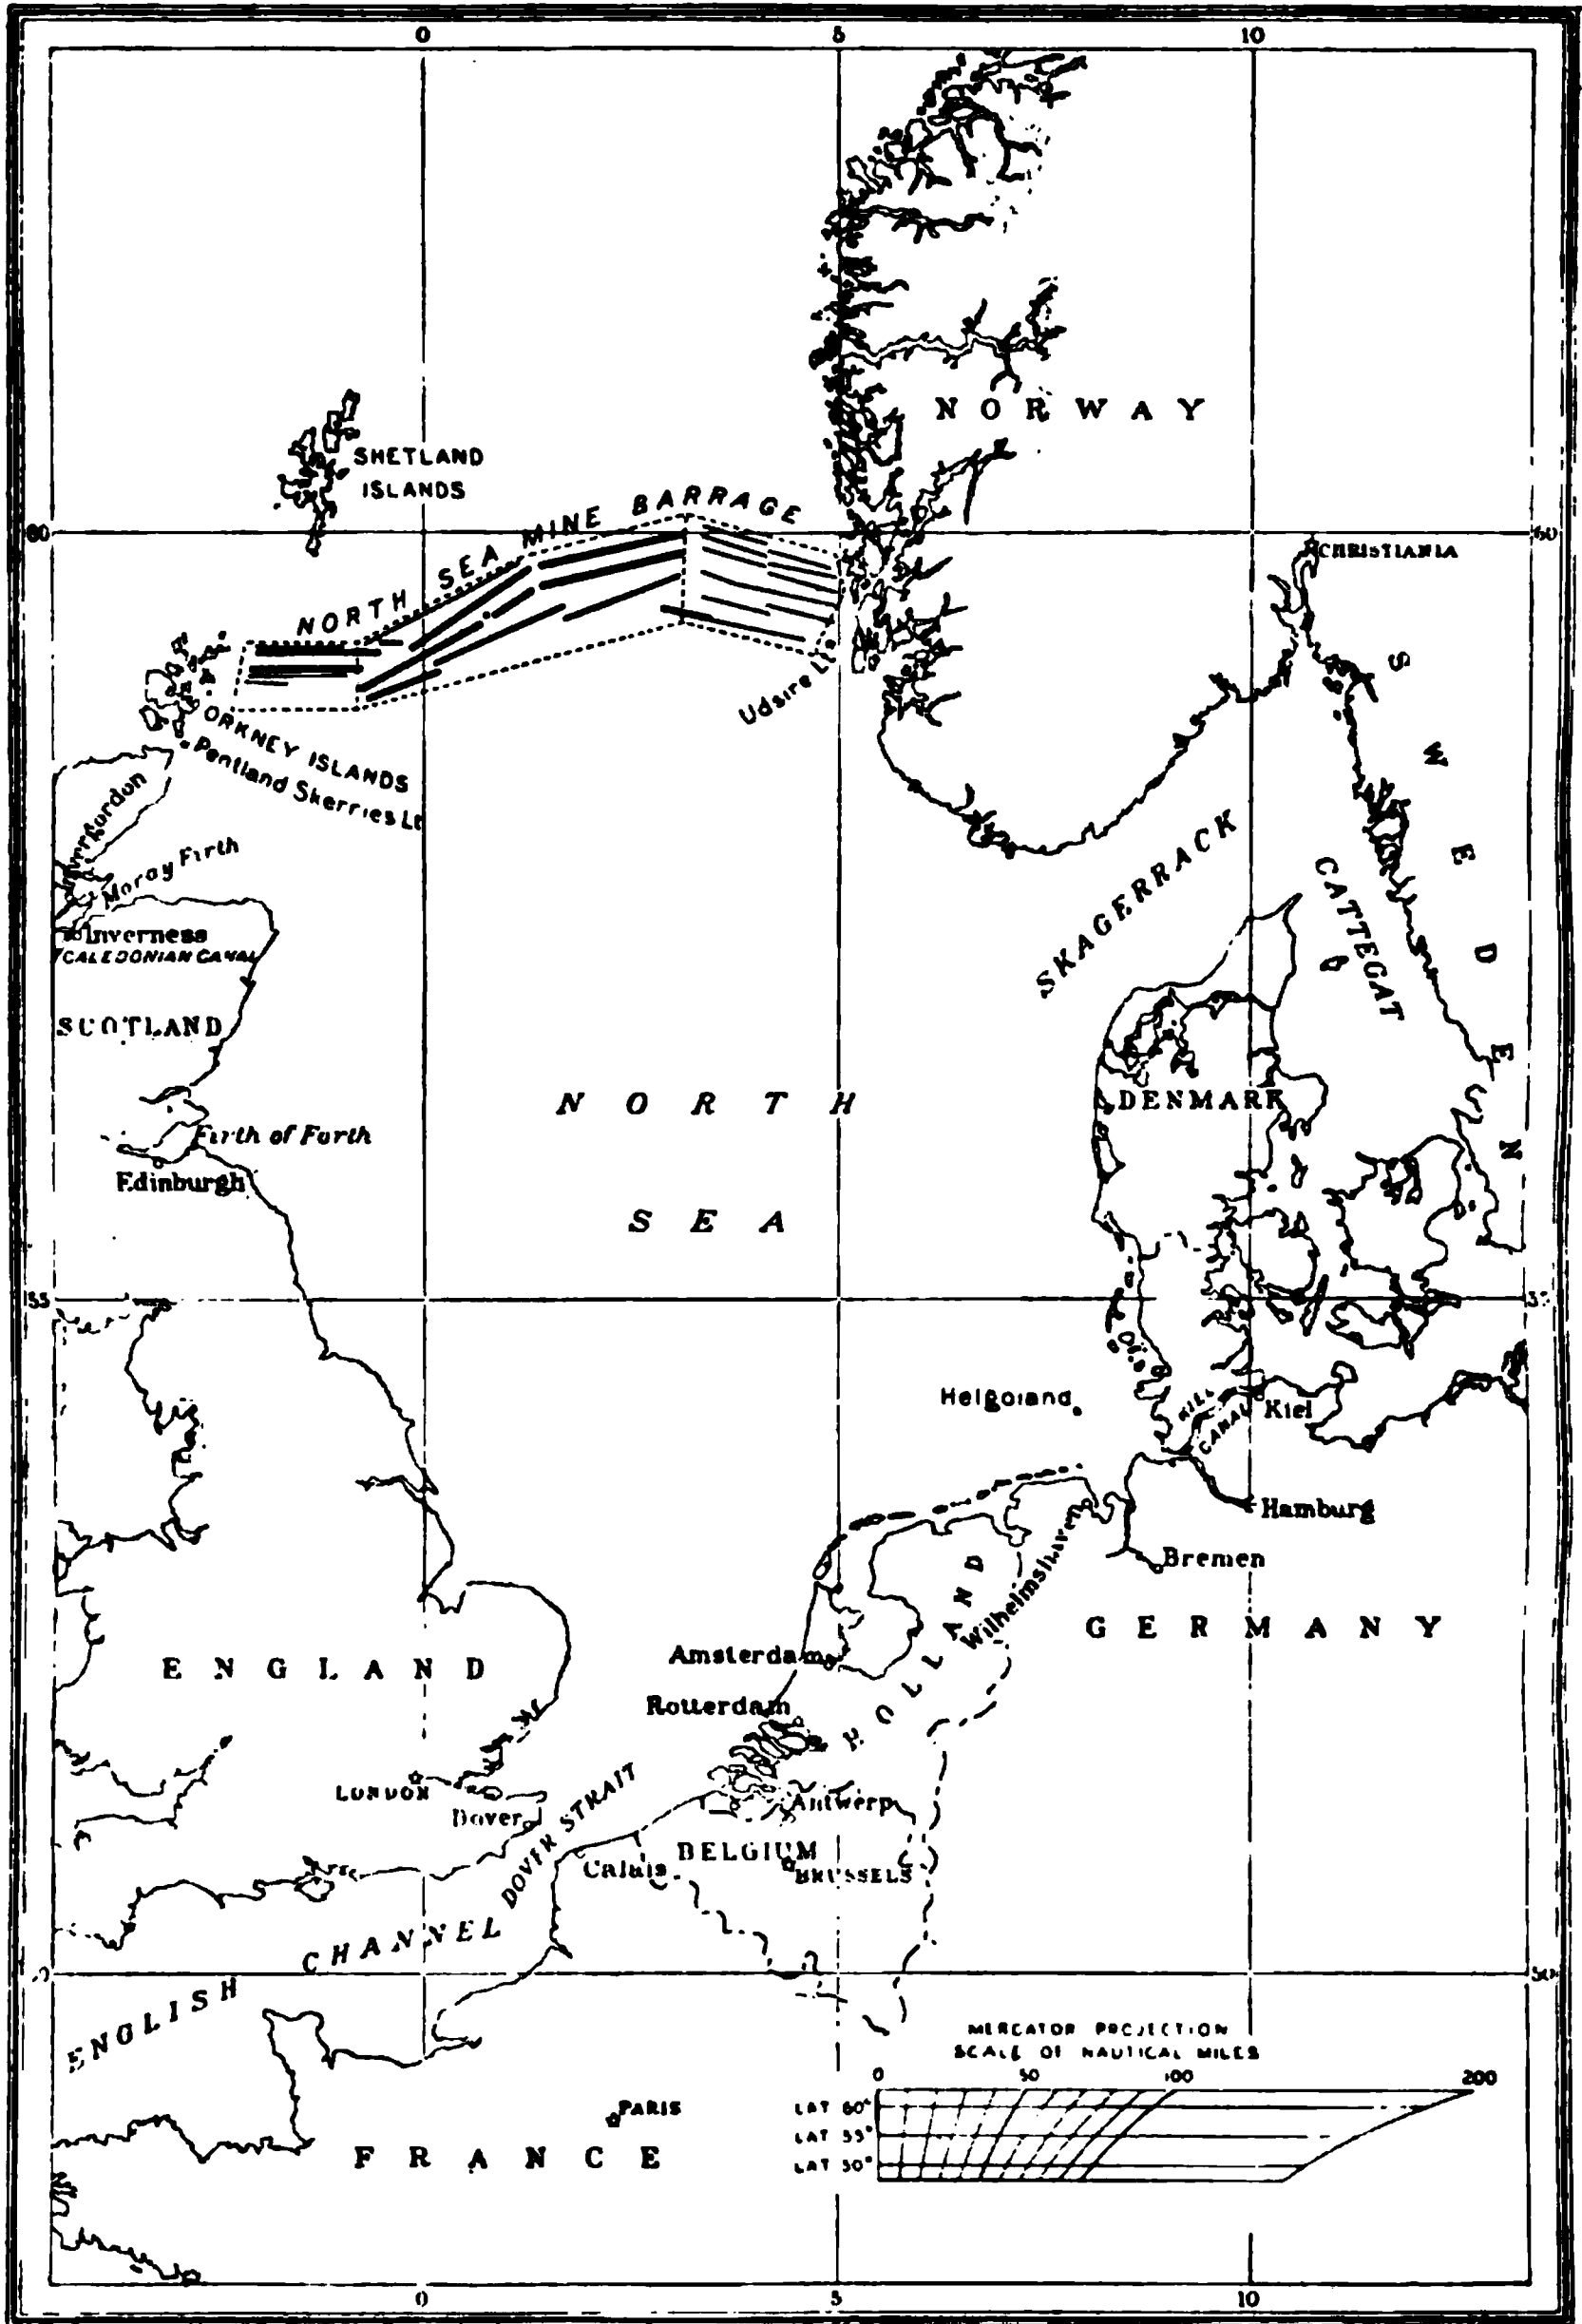 0 5 10
NORWAY
SHETLAND
ISLANDS
NORTH SEA MINE BARRAGE
60 60
CHRISTIANIA
SWEDEN
Udsire Lt
ORKNEY ISLANDS
Pentland Skerries Lt
Moray Firth
SKAGERRACK
CATTEGAT
Inverness
CALEDONIAN CANAL
SCOTLAND
DENMARK
NORTH
SEA
Firth of Forth
Edinburgh
55
Helgoland
CANAL
Kiel
Hamburg
Bremen
Wilhelmshaven
HOLLAND
GERMANY
ENGLAND
Amsterdam
Rotterdam
LONDON
Dover
DOVER STRAIT
Antwerp
BELGIUM
BRUSSELS
Calais
ENGLISH CHANNEL
50
MERCATOR PROJECTION
SCALE OF NAUTICAL MILES
0 50 100 200
LAT 60°
LAT 55°
LAT 50°
PARIS
FRANCE
0 5 10